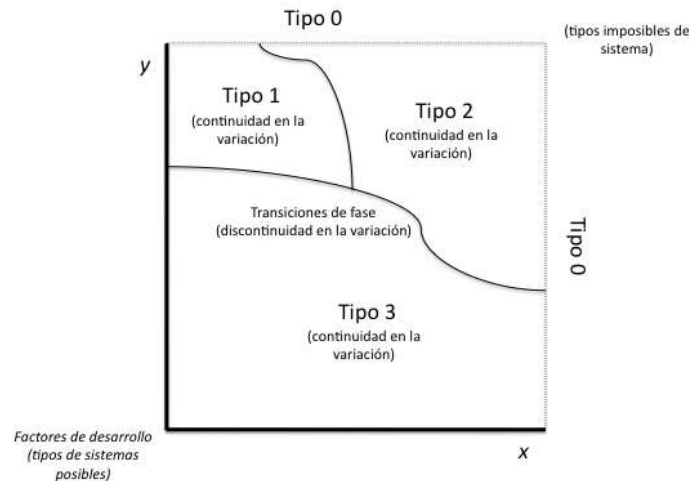 Tipo 0
(tipos imposibles de
sistema)
y
Tipo 1
(continuidad en la
variación)
Tipo 2
(continuidad en la
variación)
Transiciones de fase
(discontinuidad en la variación)
Tipo 0
Tipo 3
(continuidad en la
variación)
Factores de desarrollo
(tipos de sistemas
posibles)
x